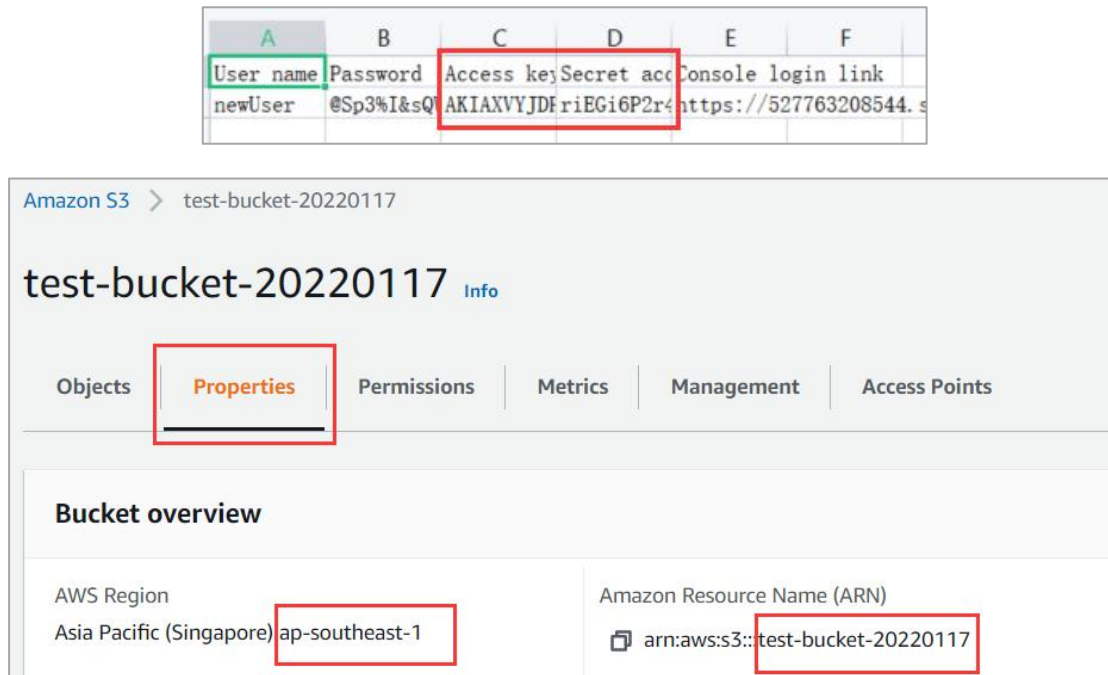 A B C D E F
User name Password Access key Secret acc Console login link
newUser @Sp3%I&sQ AKIAXVYJD riEGi6P2r4 https://527763208544.s
Amazon S3 > test-bucket-20220117
test-bucket-20220117 Info
Objects Properties Permissions Metrics Management Access Points
Bucket overview
AWS Region Amazon Resource Name (ARN)
Asia Pacific (Singapore) ap-southeast-1 arn:aws:s3:::test-bucket-20220117